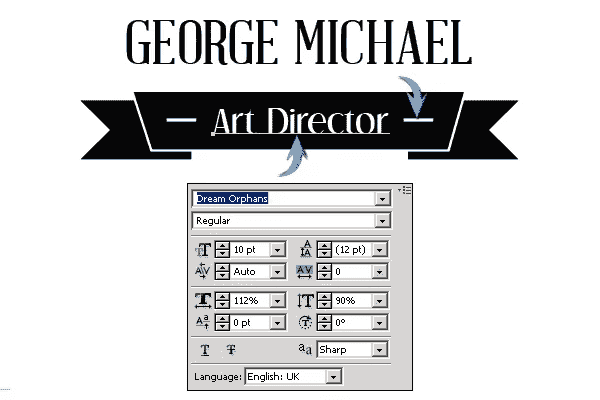 GEORGE MICHAEL
Art Director
Dream Orphans
Regular
10 pt (12 pt)
Auto 0
112% 90%
0 pt 0°
T T aa Sharp
Language: English: UK